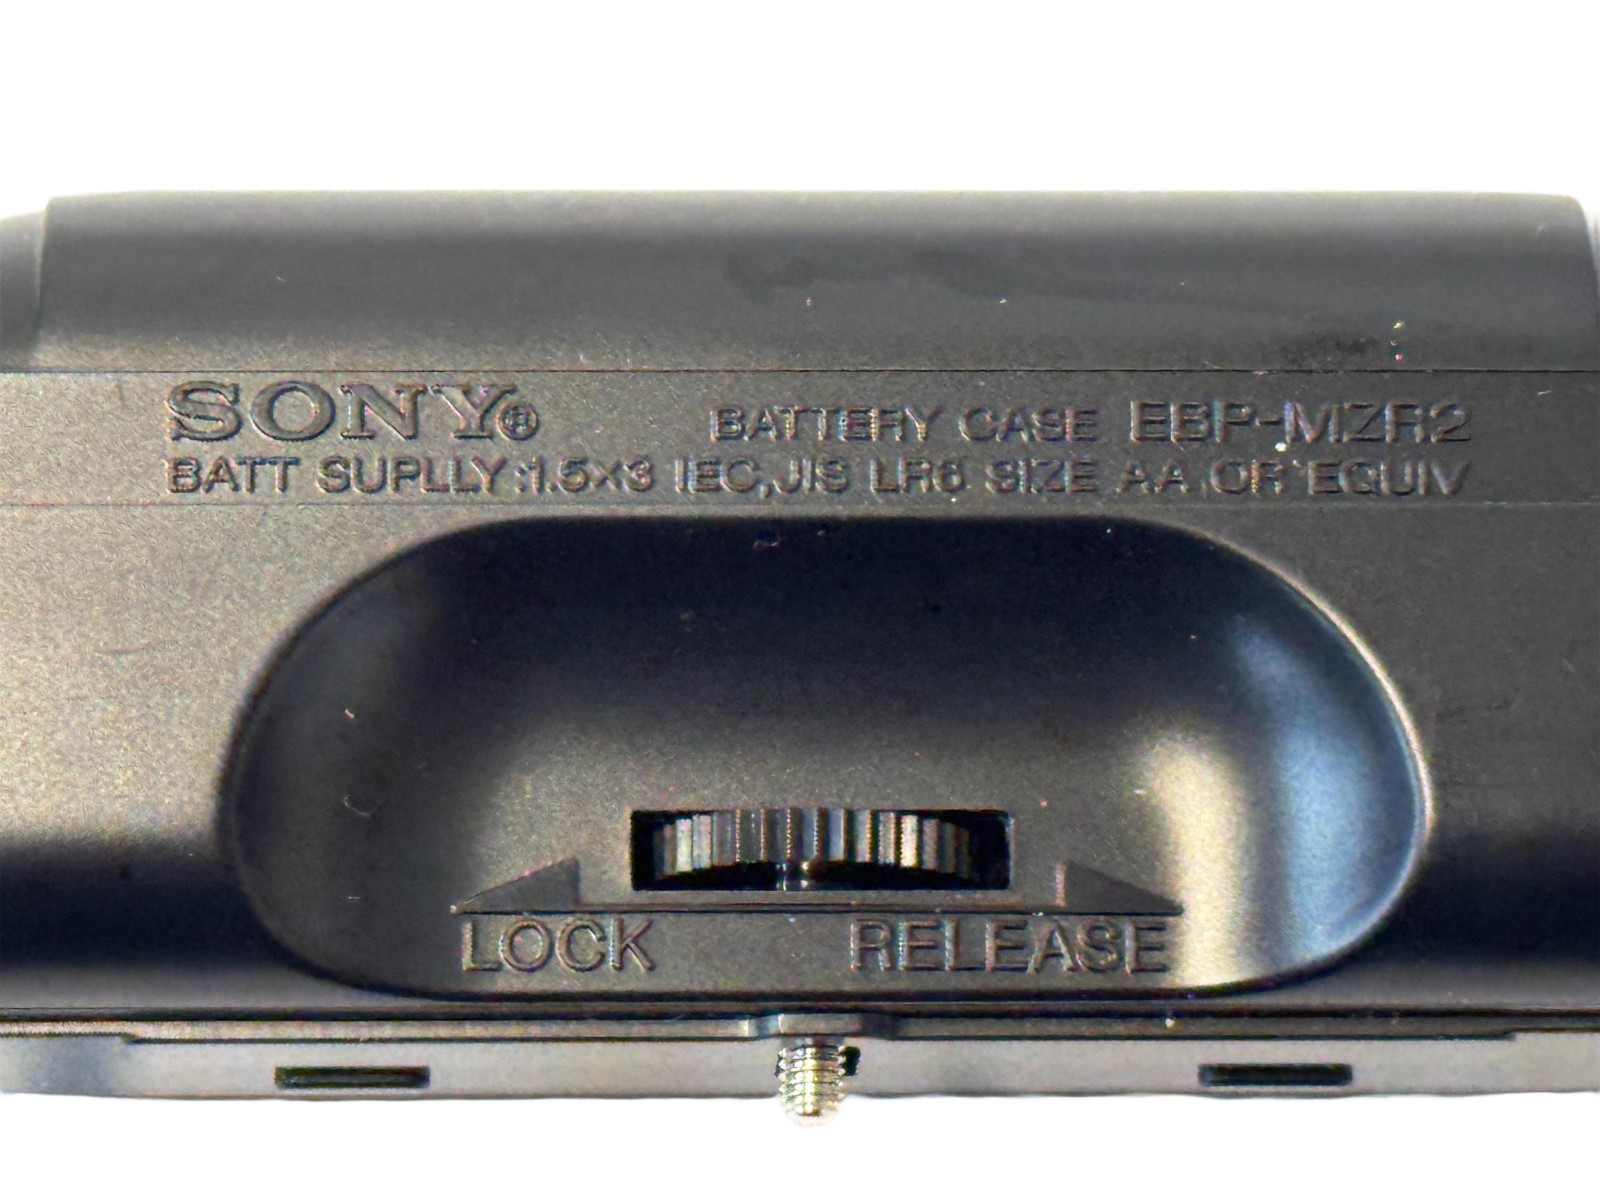 SONY® BATTERY CASE EBP-MZR2
BATT SUPLLY:1.5×3 IEC,JIS LR6 SIZE AA OR EQUIV
LOCK RELEASE